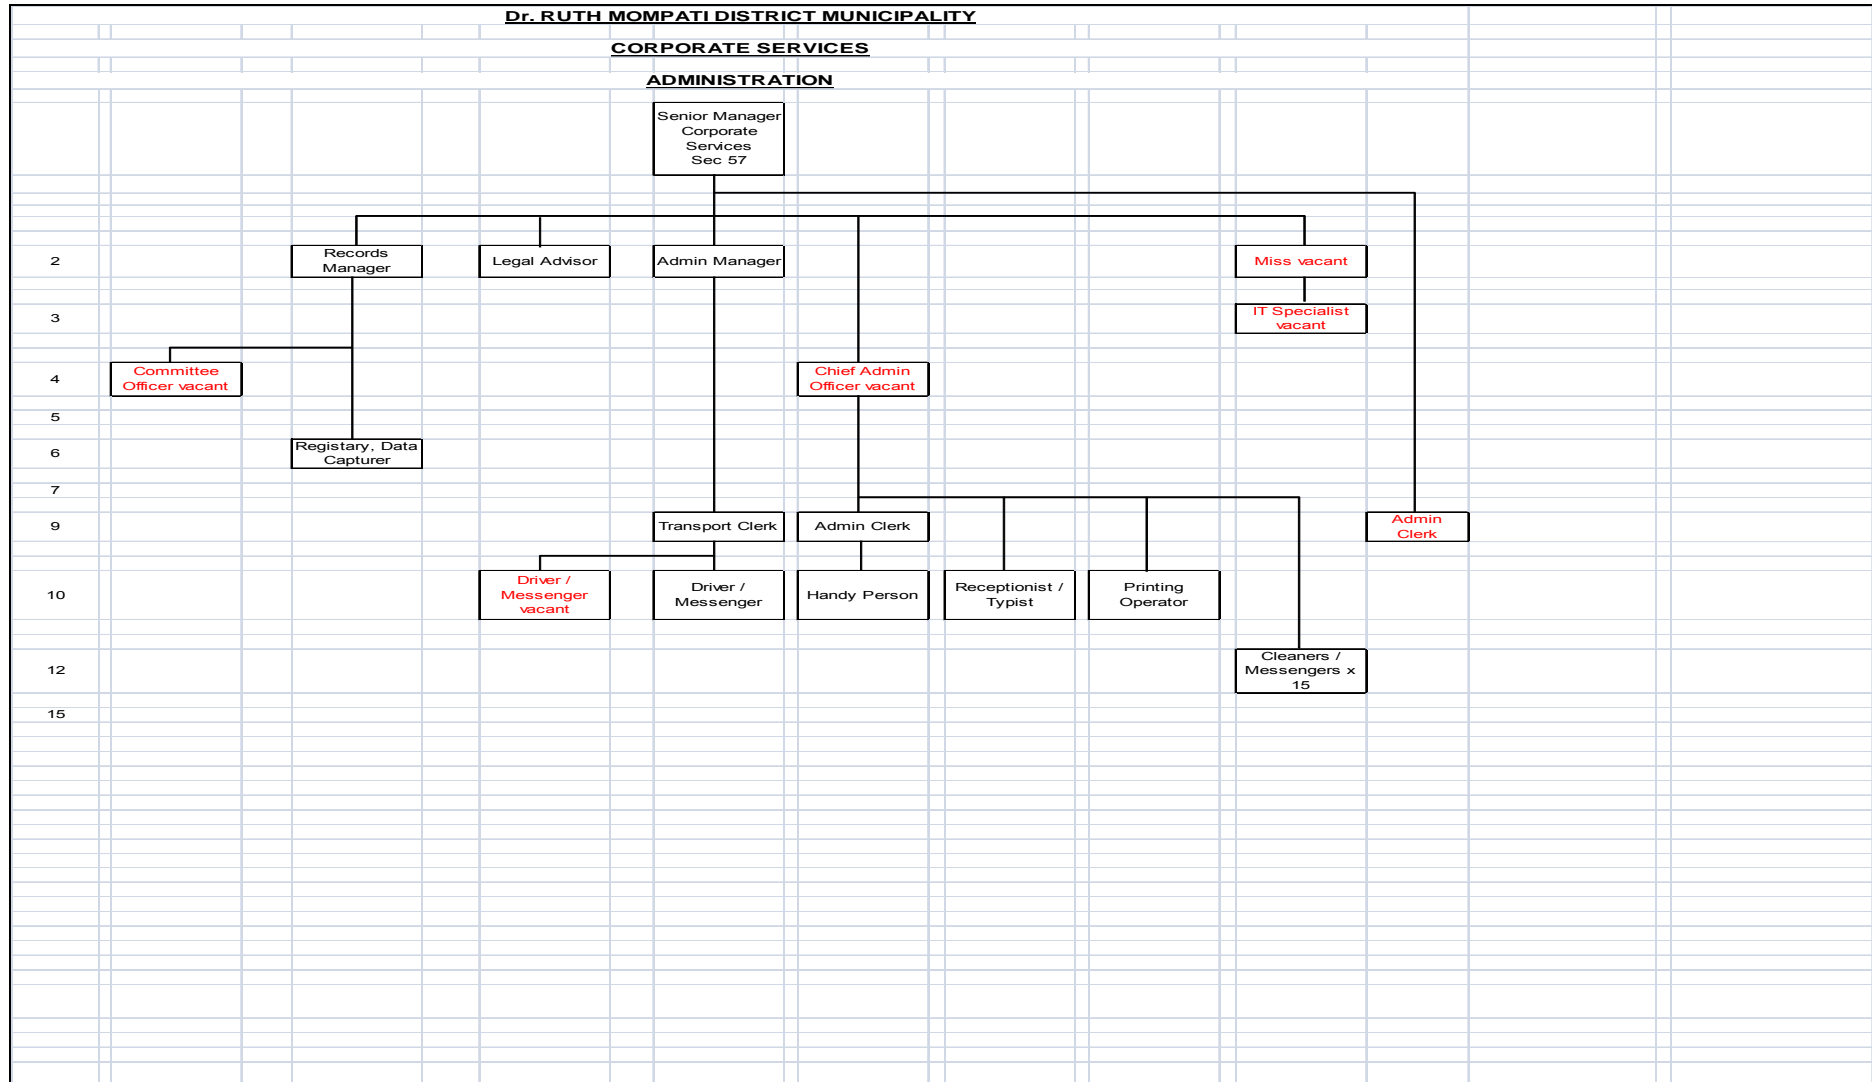 Dr. RUTH MOMPATI DISTRICT MUNICIPALITY
CORPORATE SERVICES
ADMINISTRATION
Senior Manager
Corporate
Services
Sec 57
2
Records
Manager
Legal Advisor
Admin Manager
Miss vacant
3
IT Specialist
vacant
4
Committee
Officer vacant
Chief Admin
Officer vacant
5
6
Registary, Data
Capturer
7
9
Transport Clerk
Admin Clerk
Admin
Clerk
10
Driver /
Messenger
vacant
Driver /
Messenger
Handy Person
Receptionist /
Typist
Printing
Operator
12
Cleaners /
Messengers x
15
15